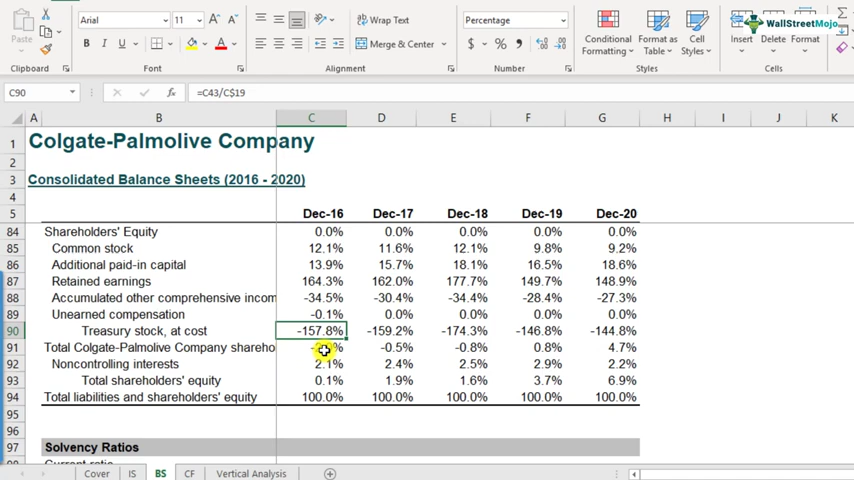 Arial 11 Wrap Text Percentage WallStreetMojo
Paste B I U A Merge & Center $ % Conditional Formatting Format as Table Cell Styles Insert Delete Format
Clipboard Font Alignment Number Styles Cells
C90 fx =C43/C$19
A B C D E F G H I J K
1 Colgate-Palmolive Company
2
3 Consolidated Balance Sheets (2016 - 2020)
4
5 Dec-16 Dec-17 Dec-18 Dec-19 Dec-20
84 Shareholders' Equity 0.0% 0.0% 0.0% 0.0% 0.0%
85 Common stock 12.1% 11.6% 12.1% 9.8% 9.2%
86 Additional paid-in capital 13.9% 15.7% 18.1% 16.5% 18.6%
87 Retained earnings 164.3% 162.0% 177.7% 149.7% 148.9%
88 Accumulated other comprehensive incom -34.5% -30.4% -34.4% -28.4% -27.3%
89 Unearned compensation -0.1% 0.0% 0.0% 0.0% 0.0%
90 Treasury stock, at cost -157.8% -159.2% -174.3% -146.8% -144.8%
91 Total Colgate-Palmolive Company shareho -0.5% -0.8% 0.8% 4.7%
92 Noncontrolling interests 2.1% 2.4% 2.5% 2.9% 2.2%
93 Total shareholders' equity 0.1% 1.9% 1.6% 3.7% 6.9%
94 Total liabilities and shareholders' equity 100.0% 100.0% 100.0% 100.0% 100.0%
95
96
97 Solvency Ratios
Current ratio
Cover IS BS CF Vertical Analysis